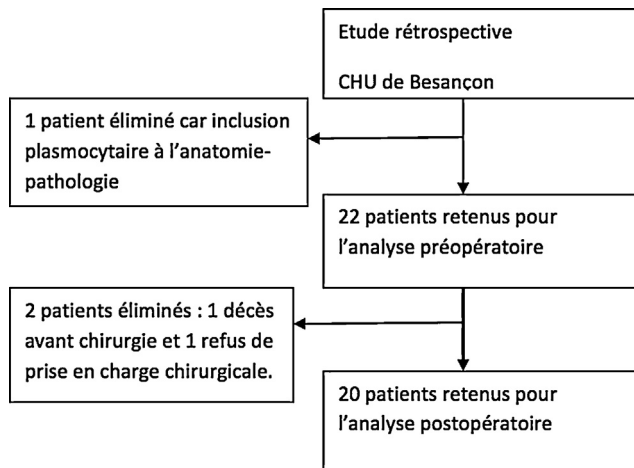 Etude rétrospective
CHU de Besançon
1 patient éliminé car inclusion
plasmocytaire à l'anatomie-
pathologie
22 patients retenus pour
l'analyse préopératoire
2 patients éliminés : 1 décès
avant chirurgie et 1 refus de
prise en charge chirurgicale.
20 patients retenus pour
l'analyse postopératoire